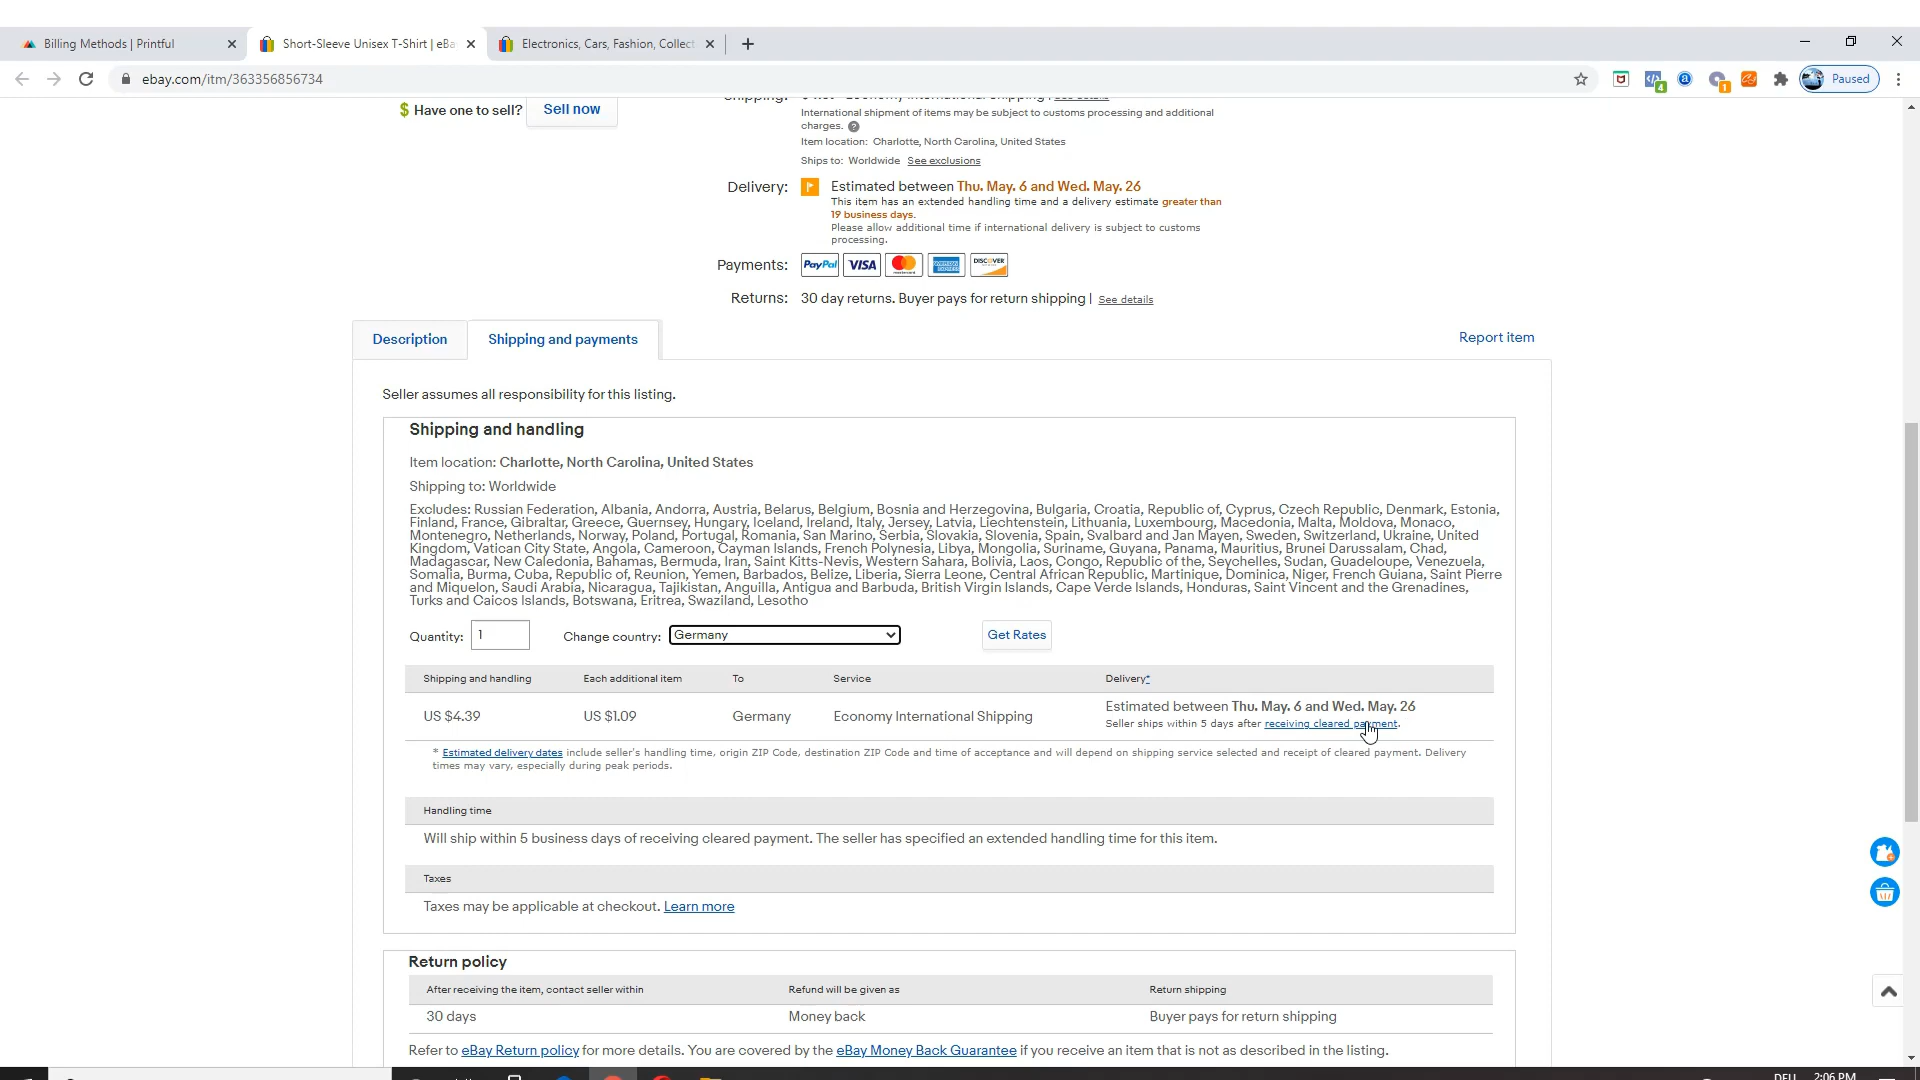 Billing Methods | Printful
Short-Sleeve Unisex T-Shirt | eBa
Electronics, Cars, Fashion, Collect
ebay.com/itm/363356856734
Paused
$ Have one to sell? Sell now
International shipment of items may be subject to customs processing and additional
charges.
Item location: Charlotte, North Carolina, United States
Ships to: Worldwide See exclusions
Delivery: Estimated between Thu. May. 6 and Wed. May. 26
This item has an extended handling time and a delivery estimate greater than
19 business days.
Please allow additional time if international delivery is subject to customs
processing.
Payments: PayPal VISA mastercard AMERICAN EXPRESS DISCOVER
Returns: 30 day returns. Buyer pays for return shipping | See details
Description Shipping and payments Report item
Seller assumes all responsibility for this listing.
Shipping and handling
Item location: Charlotte, North Carolina, United States
Shipping to: Worldwide
Excludes: Russian Federation, Albania, Andorra, Austria, Belarus, Belgium, Bosnia and Herzegovina, Bulgaria, Croatia, Republic of, Cyprus, Czech Republic, Denmark, Estonia,
Finland, France, Gibraltar, Greece, Guernsey, Hungary, Iceland, Ireland, Italy, Jersey, Latvia, Liechtenstein, Lithuania, Luxembourg, Macedonia, Malta, Moldova, Monaco,
Montenegro, Netherlands, Norway, Poland, Portugal, Romania, San Marino, Serbia, Slovakia, Slovenia, Spain, Svalbard and Jan Mayen, Sweden, Switzerland, Ukraine, United
Kingdom, Vatican City State, Angola, Cameroon, Cayman Islands, French Polynesia, Libya, Mongolia, Suriname, Guyana, Panama, Mauritius, Brunei Darussalam, Chad,
Madagascar, New Caledonia, Bahamas, Bermuda, Iran, Saint Kitts-Nevis, Western Sahara, Bolivia, Laos, Congo, Republic of the, Seychelles, Sudan, Guadeloupe, Venezuela,
Somalia, Burma, Cuba, Republic of, Reunion, Yemen, Barbados, Belize, Liberia, Sierra Leone, Central African Republic, Martinique, Dominica, Niger, French Guiana, Saint Pierre
and Miquelon, Saudi Arabia, Nicaragua, Tajikistan, Anguilla, Antigua and Barbuda, British Virgin Islands, Cape Verde Islands, Honduras, Saint Vincent and the Grenadines,
Turks and Caicos Islands, Botswana, Eritrea, Swaziland, Lesotho
Quantity: 1 Change country: Germany Get Rates
Shipping and handling Each additional item To Service Delivery*
US $4.39 US $1.09 Germany Economy International Shipping Estimated between Thu. May. 6 and Wed. May. 26
Seller ships within 5 days after receiving cleared payment.
* Estimated delivery dates include seller's handling time, origin ZIP Code, destination ZIP Code and time of acceptance and will depend on shipping service selected and receipt of cleared payment. Delivery
times may vary, especially during peak periods.
Handling time
Will ship within 5 business days of receiving cleared payment. The seller has specified an extended handling time for this item.
Taxes
Taxes may be applicable at checkout. Learn more
Return policy
After receiving the item, contact seller within Refund will be given as Return shipping
30 days Money back Buyer pays for return shipping
Refer to eBay Return policy for more details. You are covered by the eBay Money Back Guarantee if you receive an item that is not as described in the listing.
2:06 PM